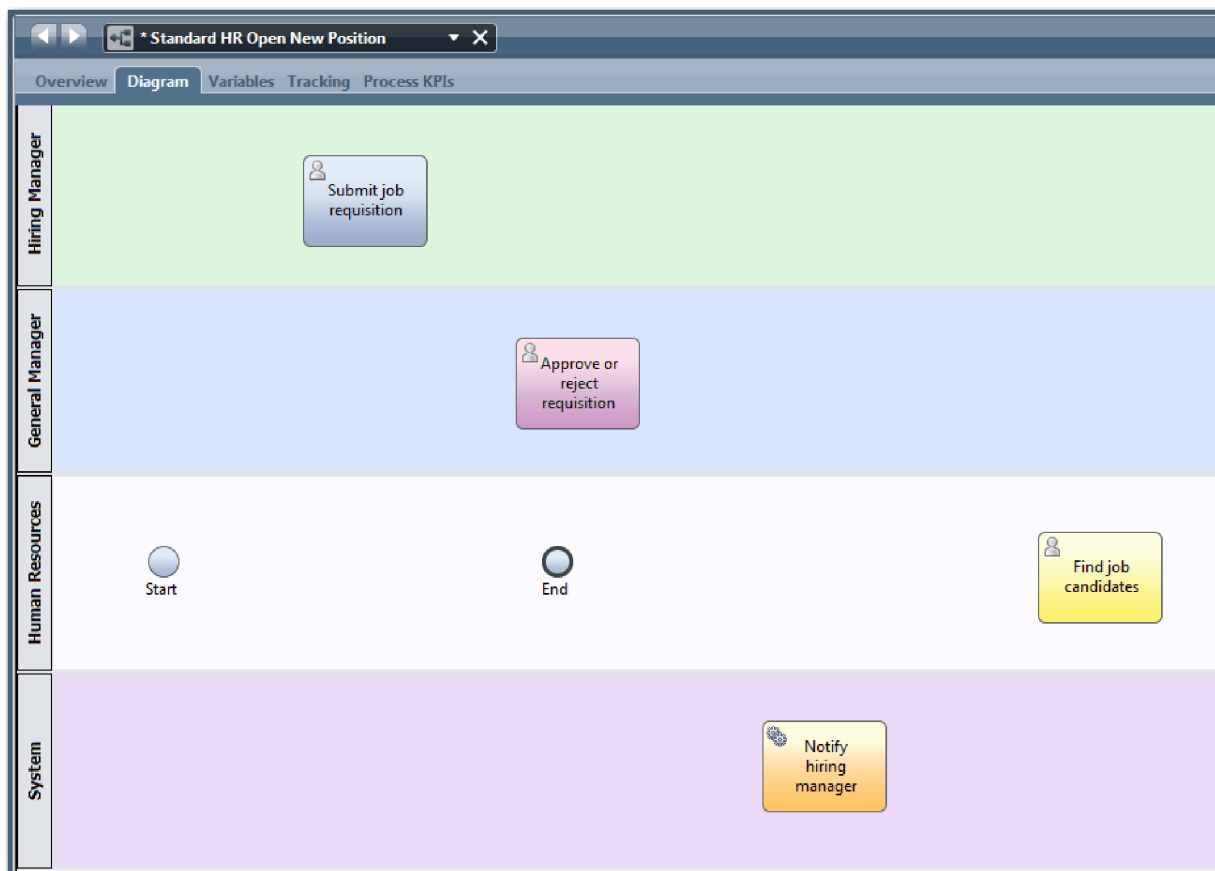 * Standard HR Open New Position
Overview Diagram Variables Tracking Process KPIs
Hiring Manager
Submit job
requisition
General Manager
Approve or
reject
requisition
Human Resources
Start
End
Find job
candidates
System
Notify
hiring
manager